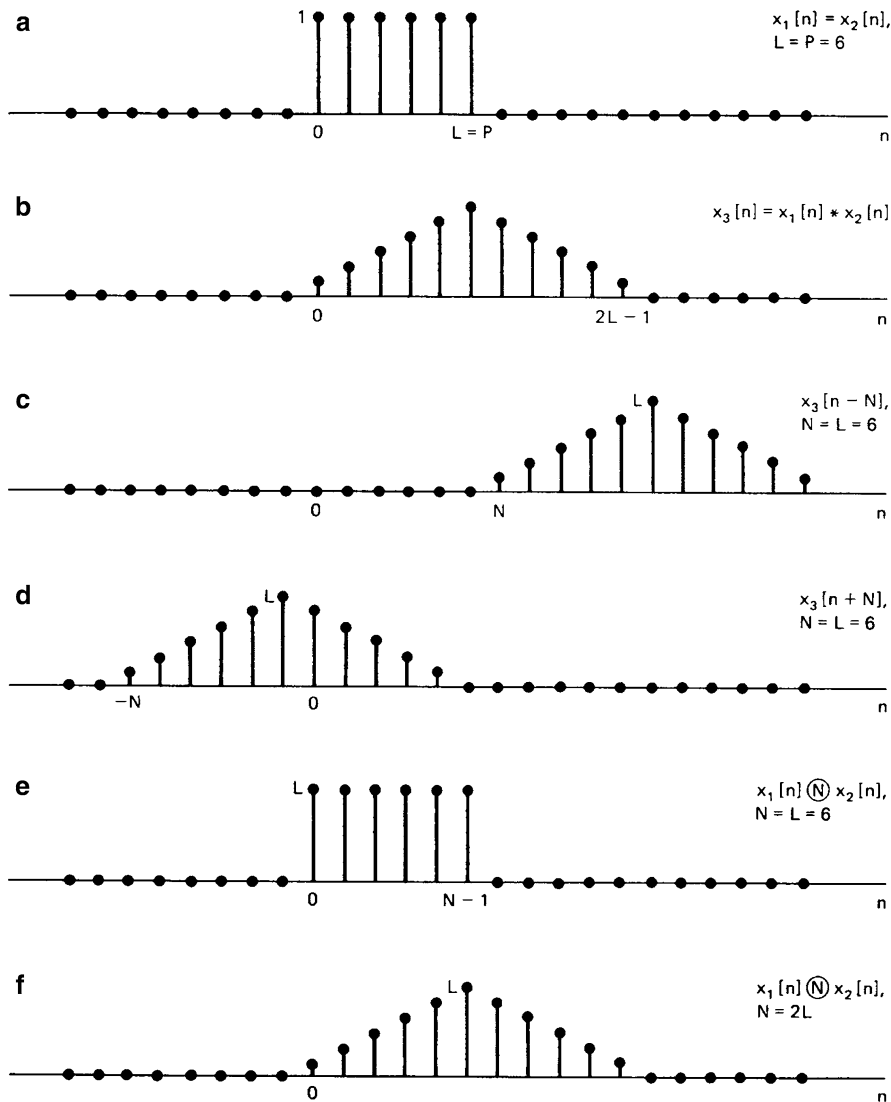 a
1
x₁[n} = x₂[n],
L = P = 6
0
L = P
n
b
x₃[n] = x₁[n] * x₂[n]
0
2L − 1
n
c
L
x₃[n − N],
N = L = 6
0
N
n
d
L
x₃[n + N],
N = L = 6
−N
0
n
e
L
x₁[n] Ⓝ x₂[n],
N = L = 6
0
N − 1
n
f
L
x₁[n] Ⓝ x₂[n],
N = 2L
0
n